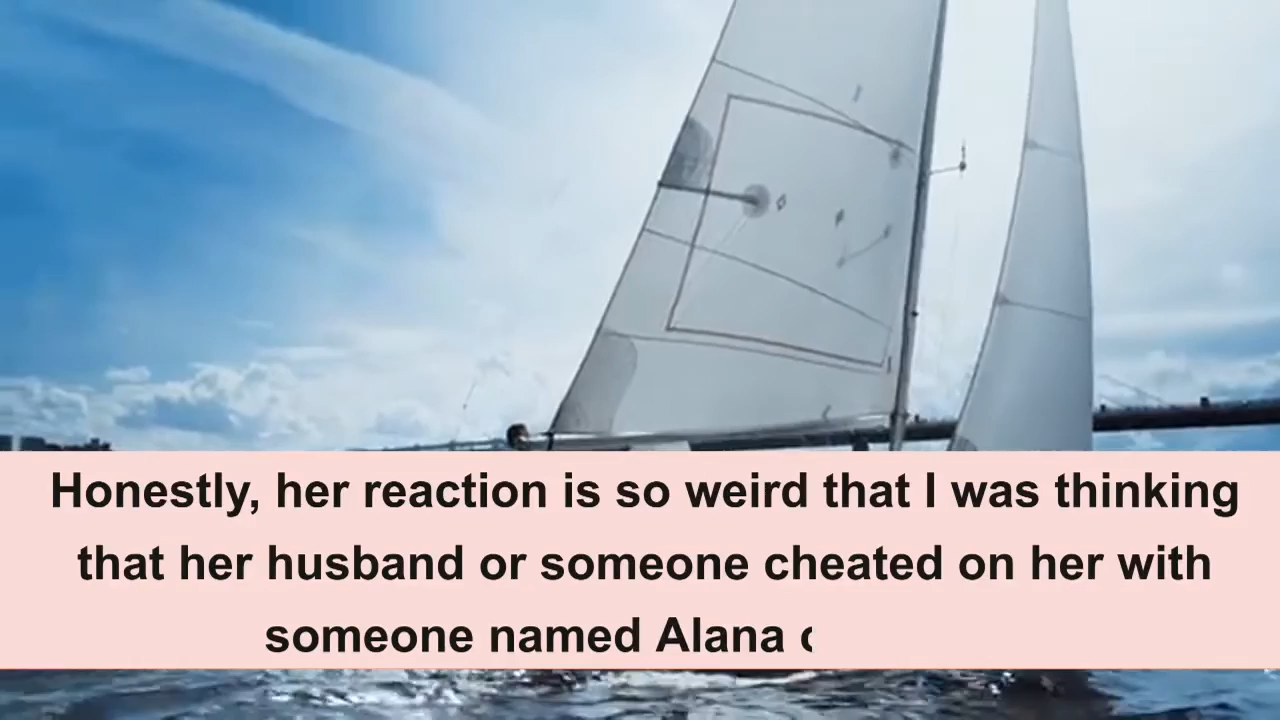 Honestly, her reaction is so weird that I was thinking
that her husband or someone cheated on her with
someone named Alana